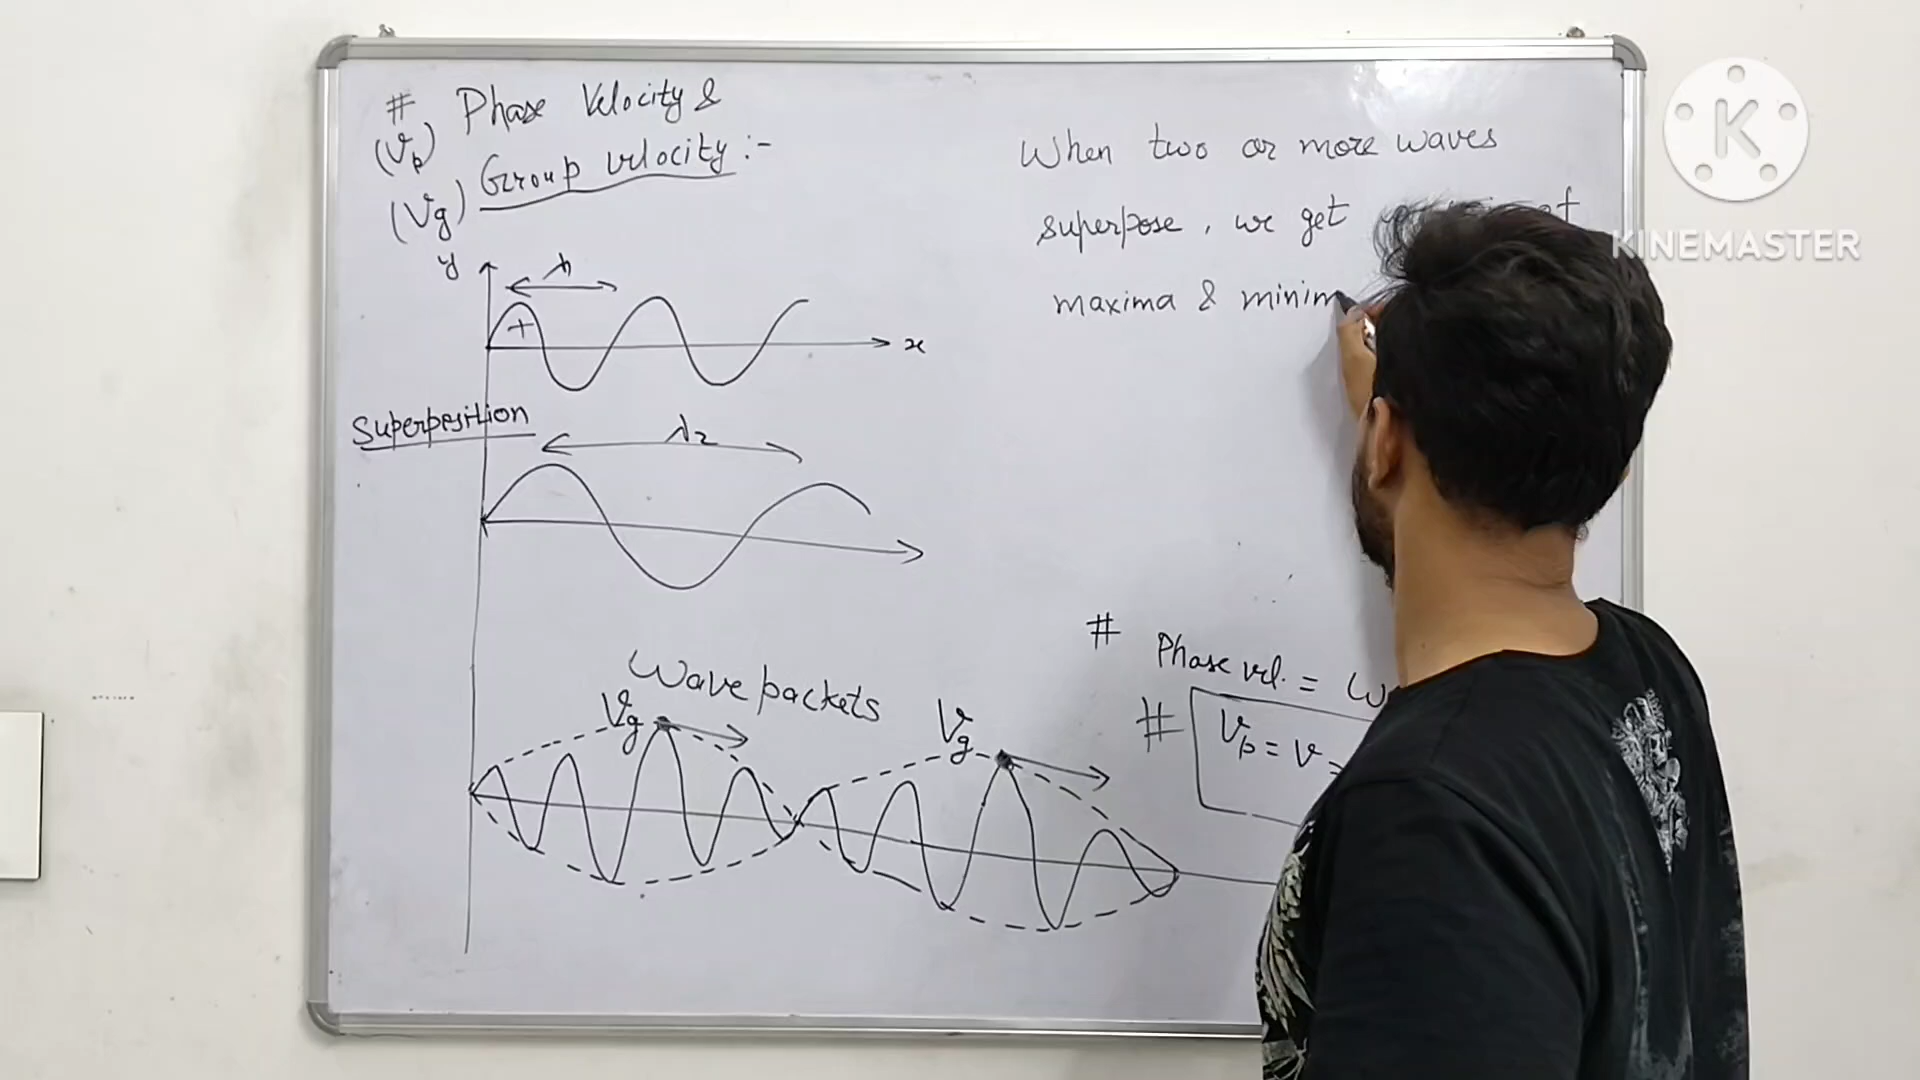 # Phase Velocity &
(Vp)
Group velocity :-
(Vg)
y
λ1
+
x
Superposition
λ2
Wave packets
Vg
Vg
When two or more waves
superpose, we get
maxima & minim
# Phase vel. = W
# Vp = v =
K
KINEMASTER